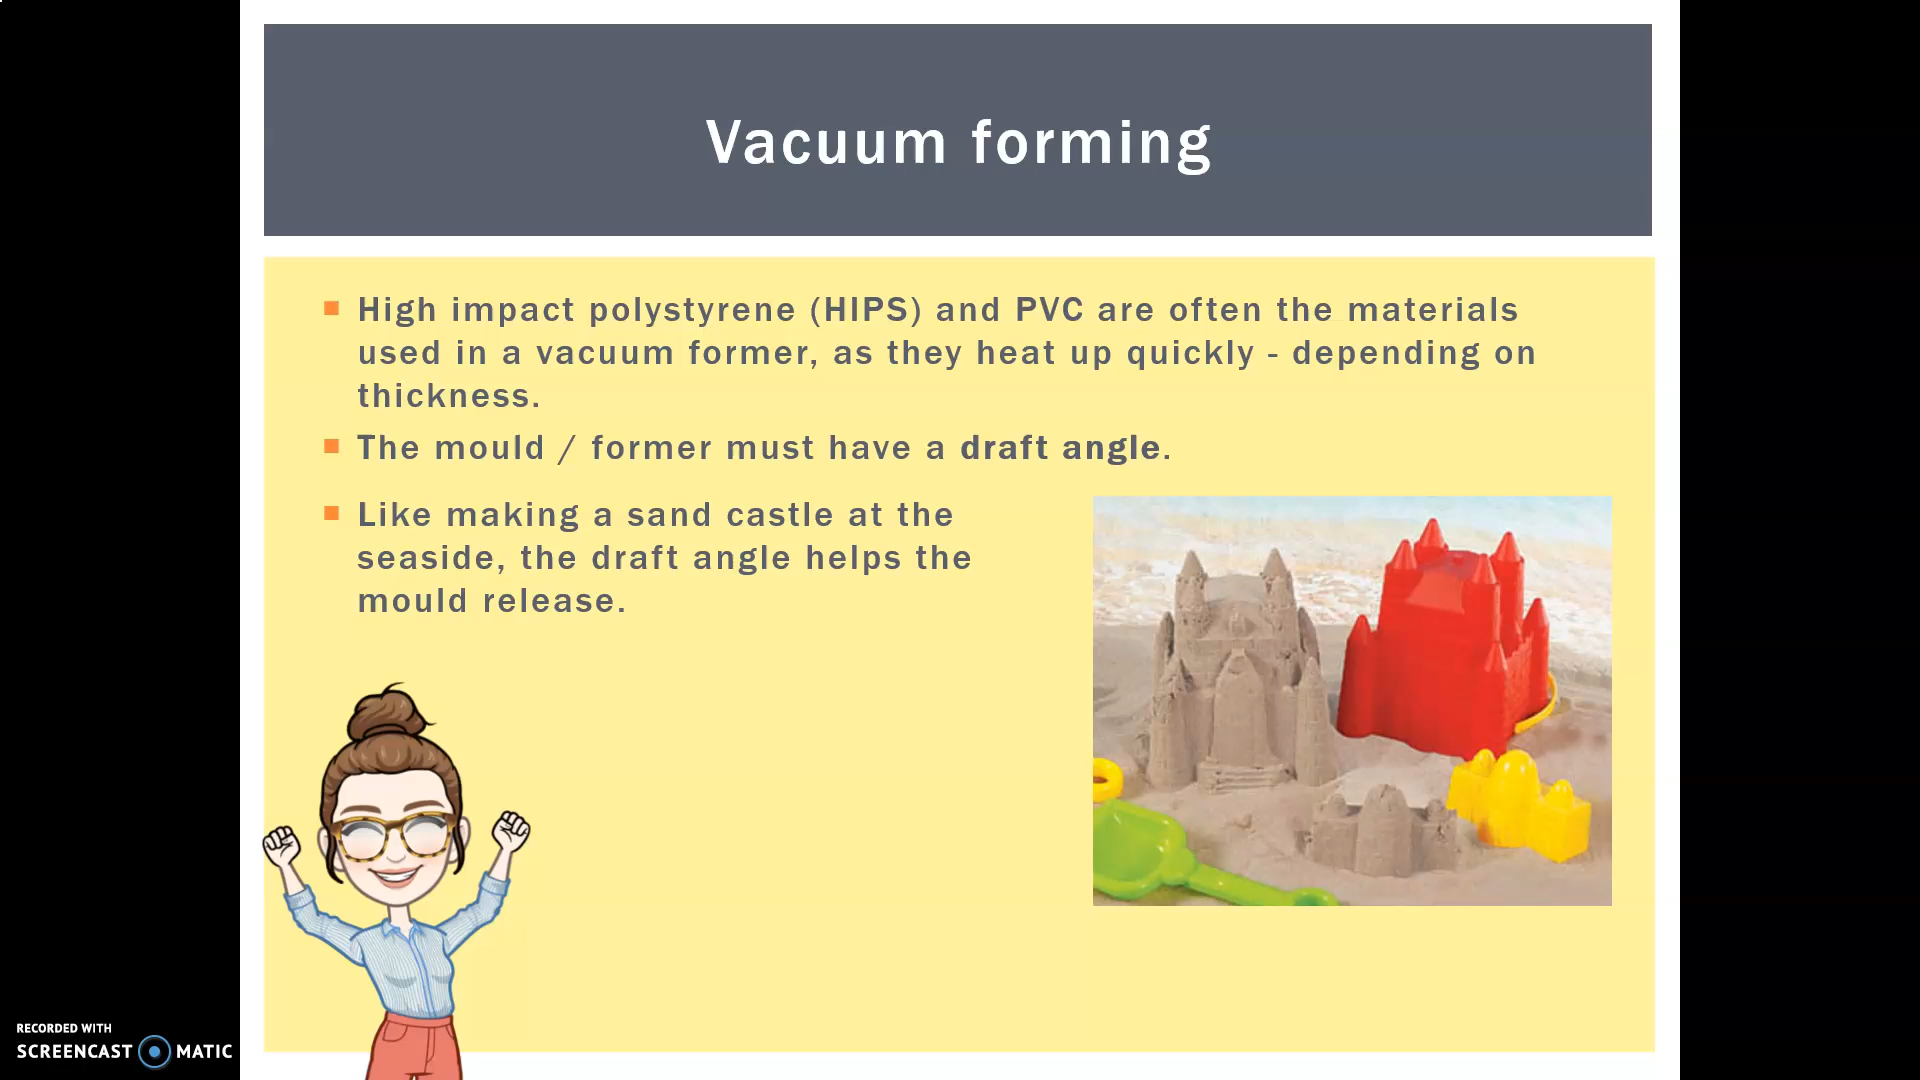 Vacuum forming
High impact polystyrene (HIPS) and PVC are often the materials
used in a vacuum former, as they heat up quickly - depending on
thickness.
The mould / former must have a draft angle.
Like making a sand castle at the
seaside, the draft angle helps the
mould release.
RECORDED WITH
SCREENCAST MATIC